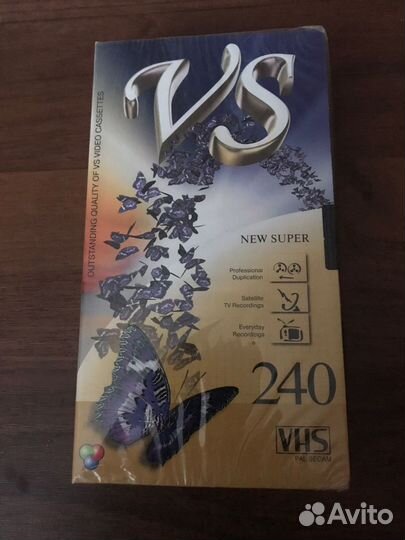 OUTSTANDING QUALITY OF VS VIDEO CASSETTES
VS
NEW SUPER
Professional
Duplication
Satellite
TV Recordings
Everyday
Recordings
240
VHS
PAL-SECAM
Avito